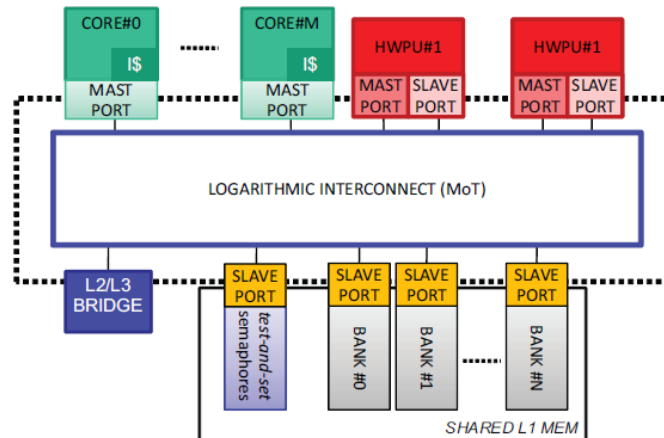 CORE#0
I$
MAST
PORT
CORE#M
I$
MAST
PORT
HWPU#1
MAST
PORT
SLAVE
PORT
HWPU#1
MAST
PORT
SLAVE
PORT
LOGARITHMIC INTERCONNECT (MoT)
L2/L3
BRIDGE
SLAVE
PORT
test-and-set
semaphores
SLAVE
PORT
BANK #0
SLAVE
PORT
BANK #1
SLAVE
PORT
BANK #N
SHARED L1 MEM